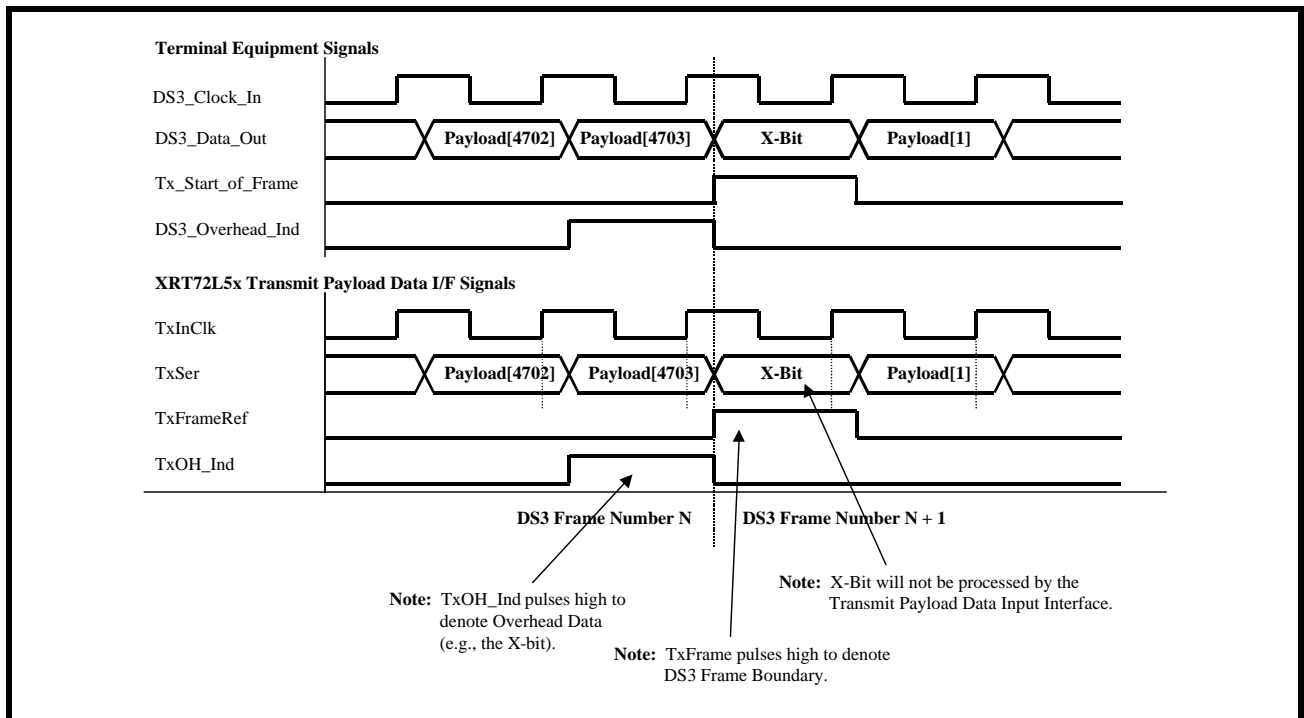 Terminal Equipment Signals
DS3_Clock_In
DS3_Data_Out
Payload[4702] Payload[4703] X-Bit Payload[1]
Tx_Start_of_Frame
DS3_Overhead_Ind
XRT72L5x Transmit Payload Data I/F Signals
TxInClk
TxSer
Payload[4702] Payload[4703] X-Bit Payload[1]
TxFrameRef
TxOH_Ind
DS3 Frame Number N DS3 Frame Number N + 1
Note: TxOH_Ind pulses high to
denote Overhead Data
(e.g., the X-bit).
Note: X-Bit will not be processed by the
Transmit Payload Data Input Interface.
Note: TxFrame pulses high to denote
DS3 Frame Boundary.